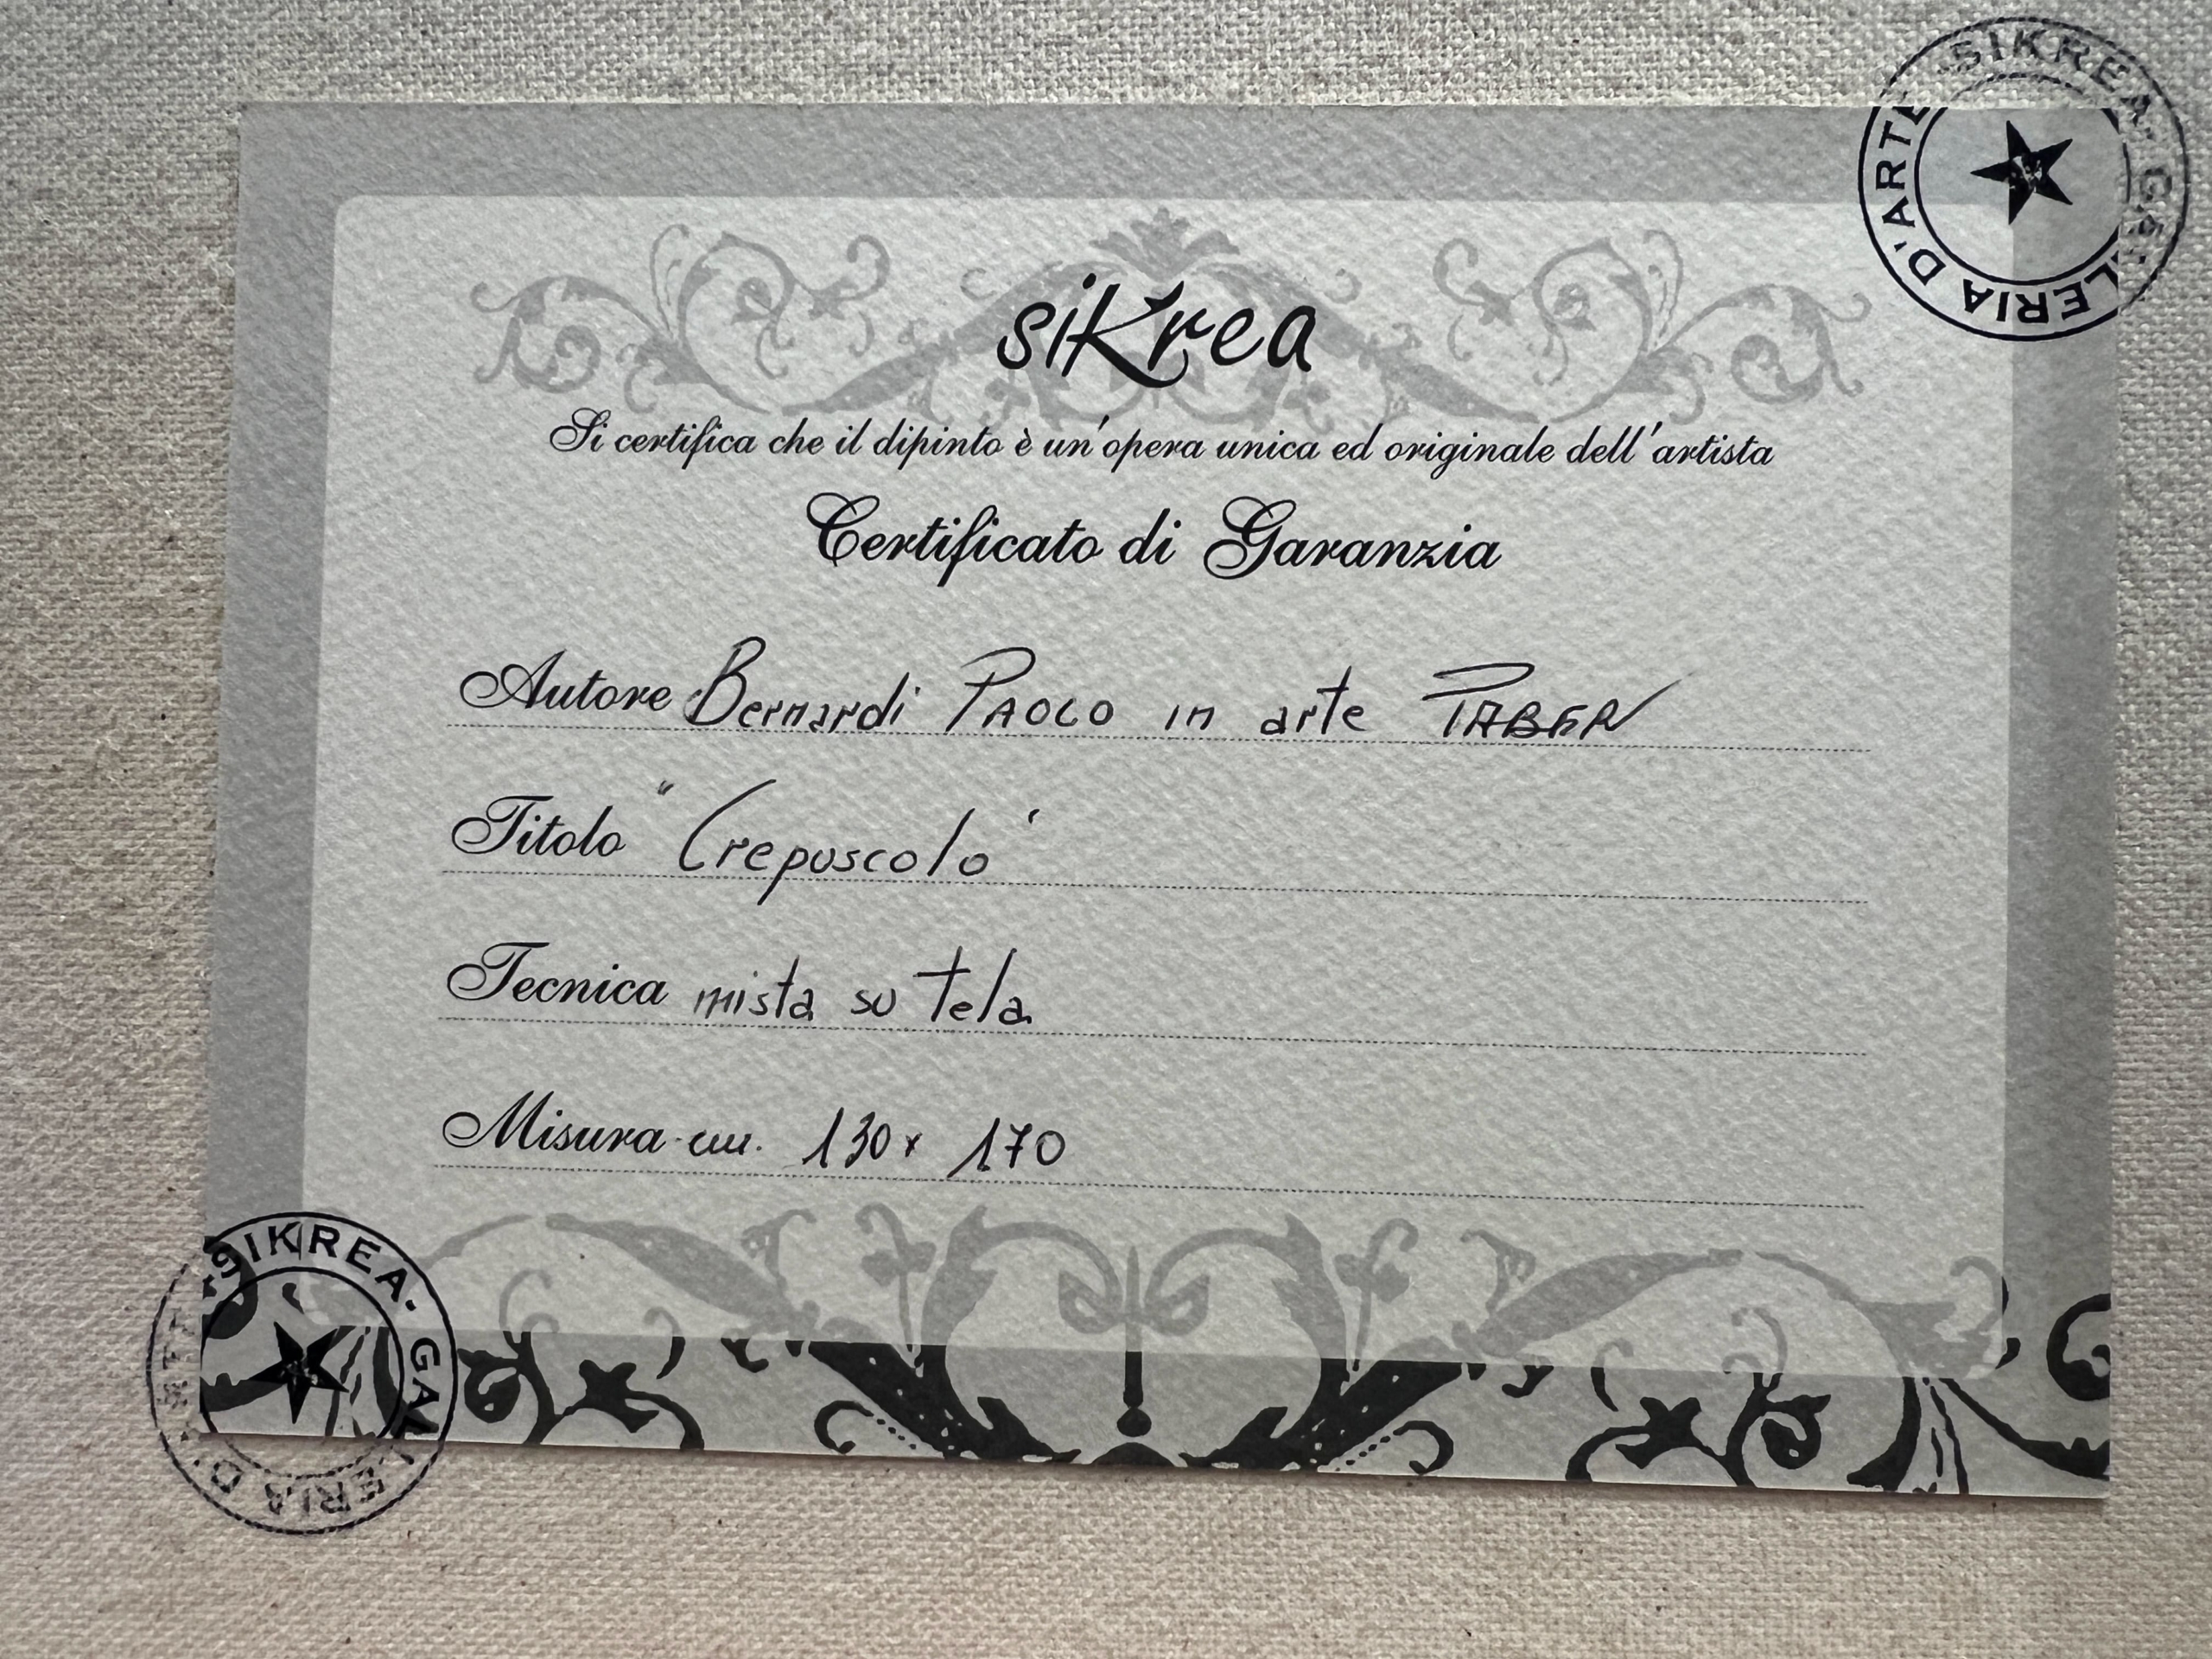 SIKREA · GALLERIA D'ARTE
siKrea
Si certifica che il dipinto è un'opera unica ed originale dell'artista
Certificato di Garanzia
Autore Bernardi PAOLO in arte PABER
Titolo "Crepuscolo"
Tecnica mista su tela
Misura cm. 130x 170
SIKREA · GALLERIA D'ARTE